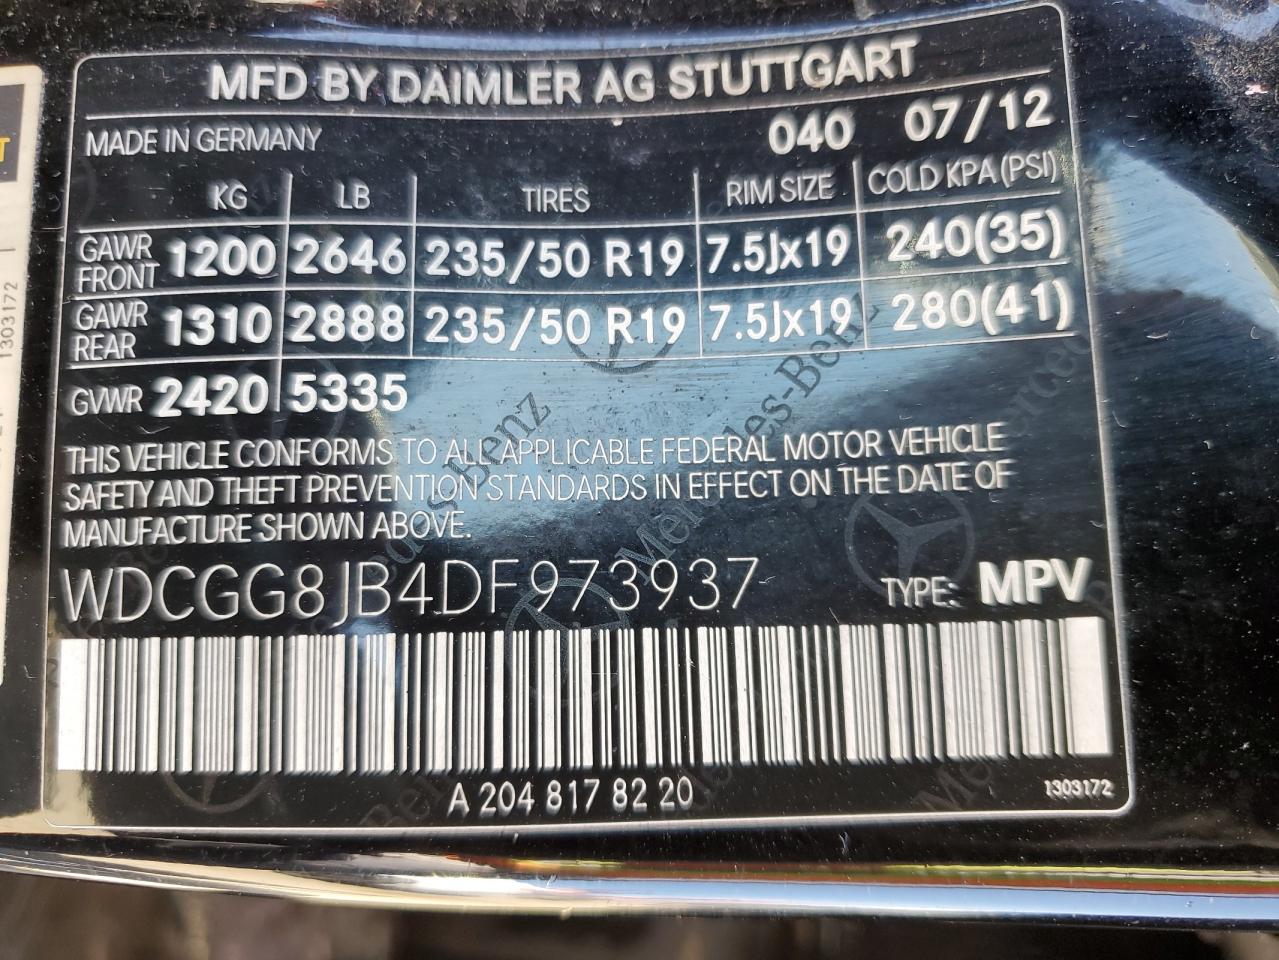 MFD BY DAIMLER AG STUTTGART
MADE IN GERMANY 040 07/12
KG LB TIRES RIM SIZE COLD KPA (PSI)
GAWR FRONT 1200 2646 235/50 R19 7.5Jx19 240(35)
GAWR REAR 1310 2888 235/50 R19 7.5Jx19 280(41)
GVWR 2420 5335
THIS VEHICLE CONFORMS TO ALL APPLICABLE FEDERAL MOTOR VEHICLE
SAFETY AND THEFT PREVENTION STANDARDS IN EFFECT ON THE DATE OF
MANUFACTURE SHOWN ABOVE.
WDCGG8JB4DF973937 TYPE: MPV
A 204 817 82 20 1303172
1303172
Mercedes-Benz